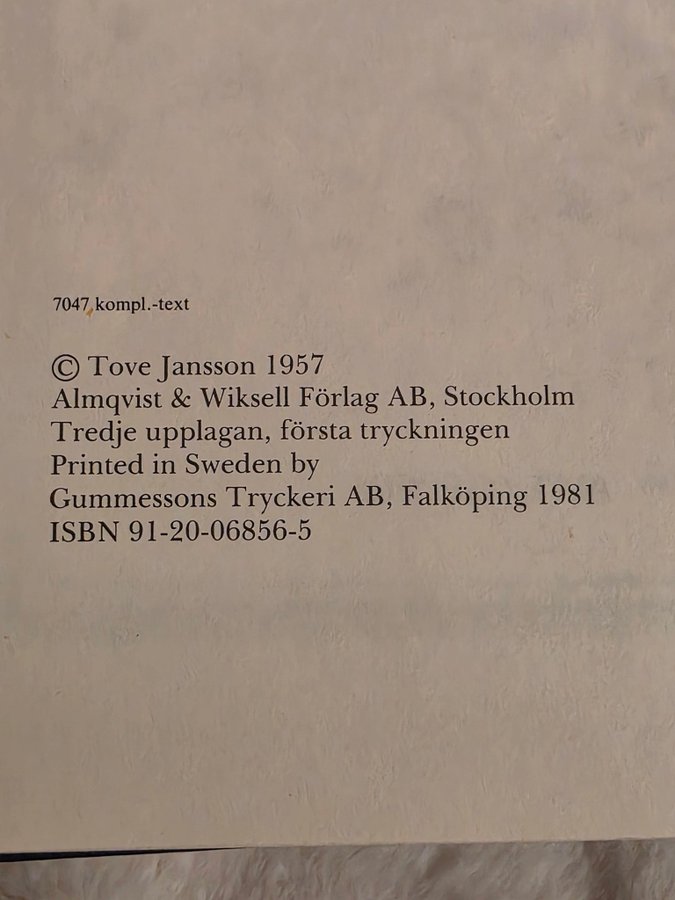 7047 kompl.-text
© Tove Jansson 1957
Almqvist & Wiksell Förlag AB, Stockholm
Tredje upplagan, första tryckningen
Printed in Sweden by
Gummessons Tryckeri AB, Falköping 1981
ISBN 91-20-06856-5